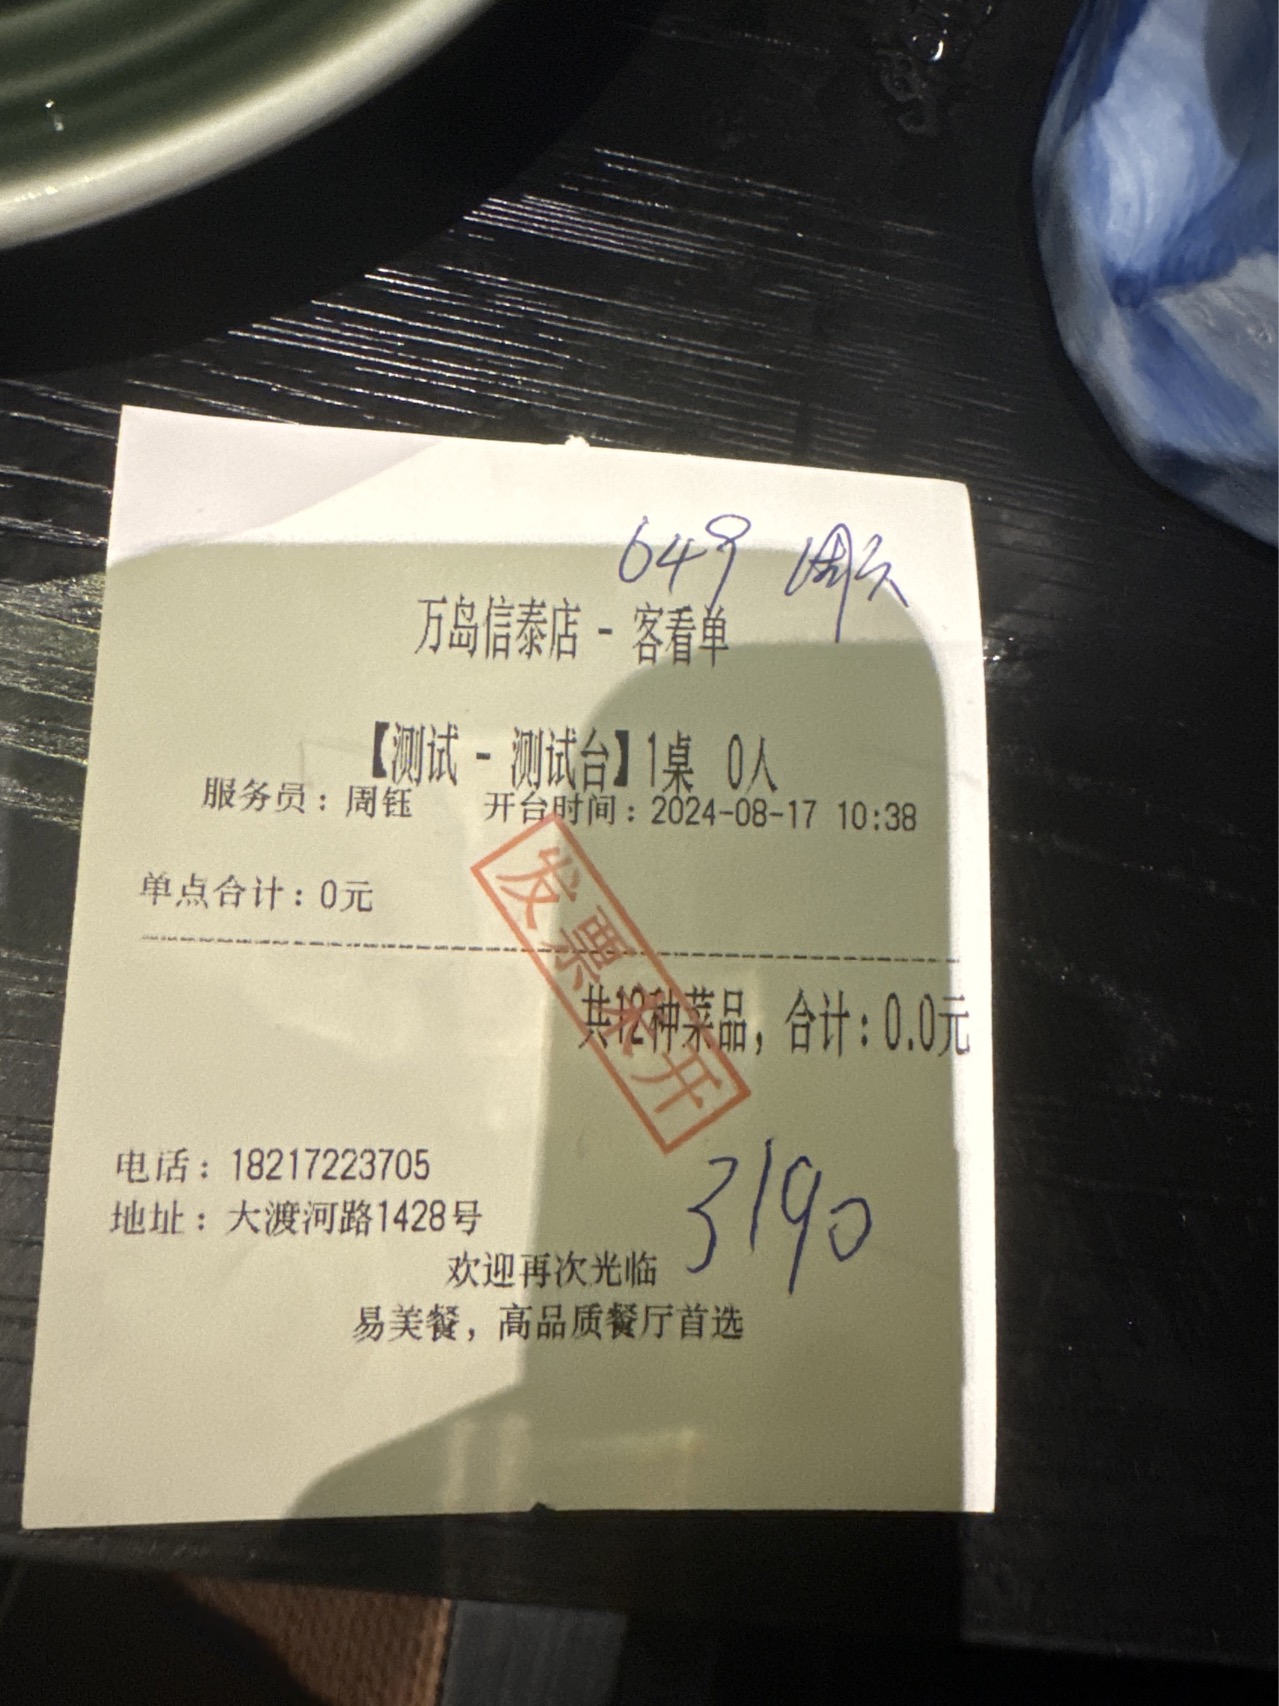 649
万岛信泰店 - 客看单
【测试 - 测试台】1桌 0人
服务员：周钰 开台时间：2024-08-17 10:38
单点合计：0元
发票未开
共12种菜品，合计：0.0元
电话：18217223705
地址：大渡河路1428号
3190
欢迎再次光临
易美餐，高品质餐厅首选